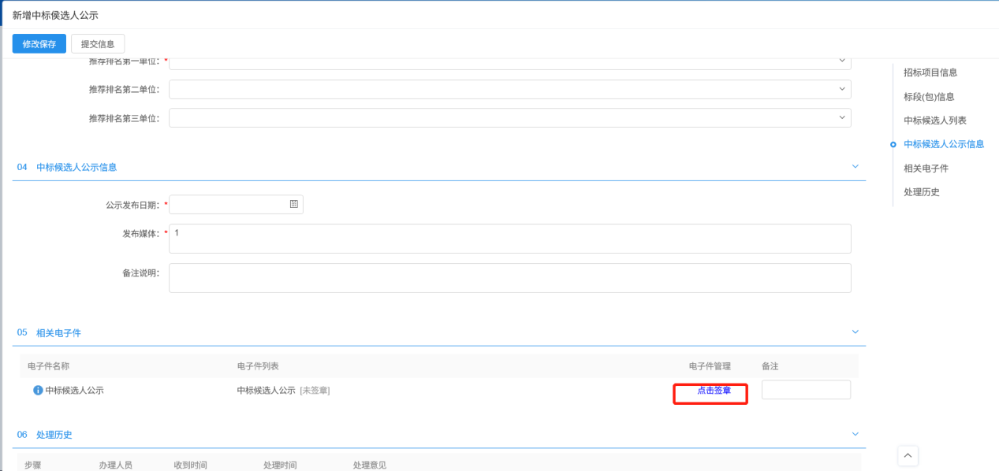 新增中标侯选人公示
修改保存 提交信息
推荐排名第一单位：*
推荐排名第二单位：
推荐排名第三单位：
04 中标候选人公示信息
公示发布日期：*
发布媒体：* 1
备注说明：
05 相关电子件
电子件名称 电子件列表 电子件管理 备注
中标候选人公示 中标候选人公示 [未签章] 点击签章
06 处理历史
步骤 办理人员 收到时间 处理时间 处理意见
招标项目信息
标段(包)信息
中标候选人列表
中标候选人公示信息
相关电子件
处理历史